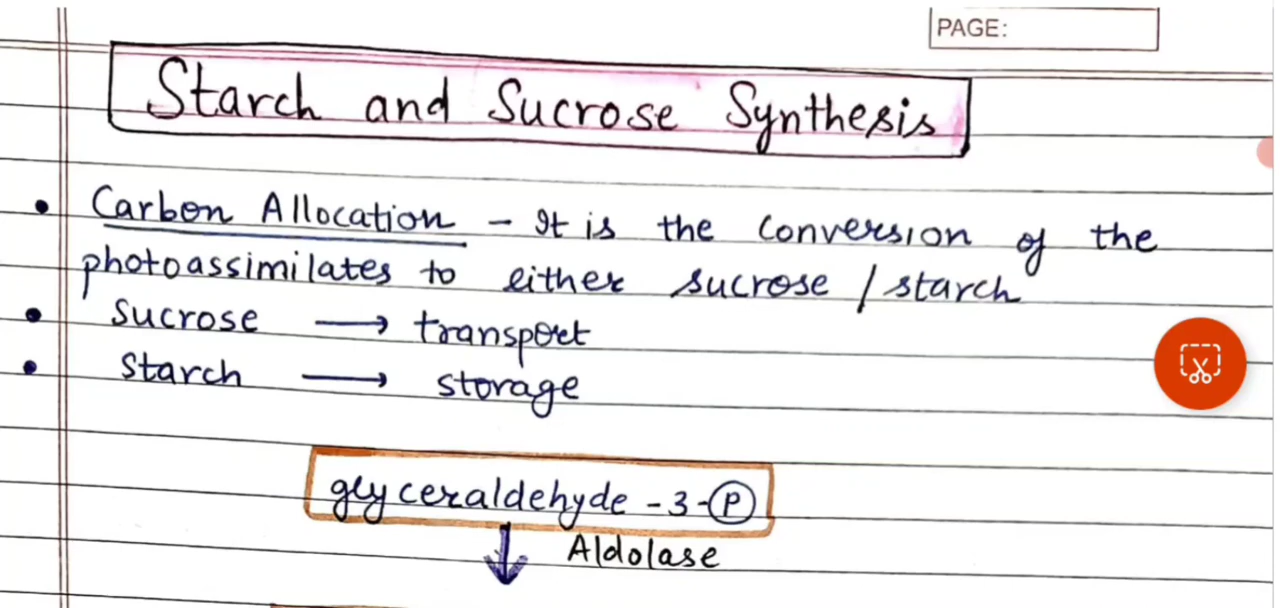 PAGE:
Starch and Sucrose Synthesis
• Carbon Allocation - It is the conversion of the
photoassimilates to either sucrose / starch
• Sucrose → transport
• Starch → storage
glyceraldehyde - 3 - Ⓟ
↓ Aldolase